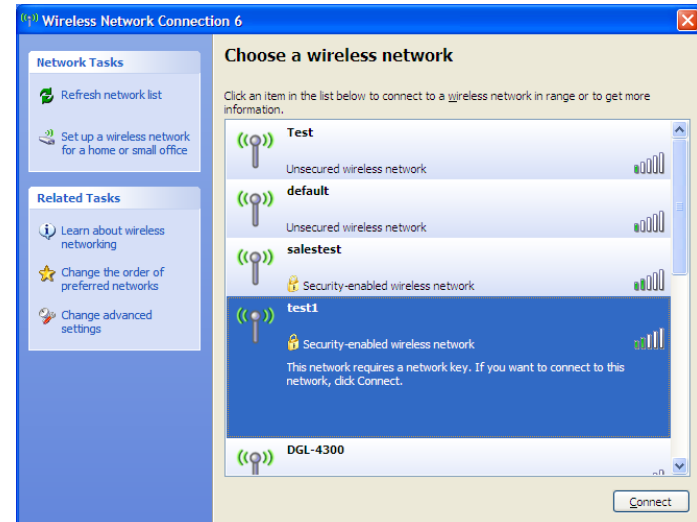 Wireless Network Connection 6
Network Tasks
Refresh network list
Set up a wireless network
for a home or small office
Related Tasks
Learn about wireless
networking
Change the order of
preferred networks
Change advanced
settings
Choose a wireless network
Click an item in the list below to connect to a wireless network in range or to get more
information.
Test
Unsecured wireless network
default
Unsecured wireless network
salestest
Security-enabled wireless network
test1
Security-enabled wireless network
This network requires a network key. If you want to connect to this
network, click Connect.
DGL-4300
Connect